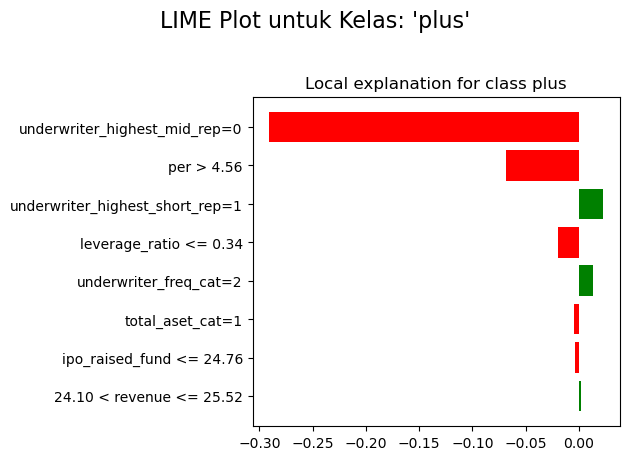 LIME Plot untuk Kelas: 'plus'
Local explanation for class plus
underwriter_highest_mid_rep=0
per > 4.56
underwriter_highest_short_rep=1
leverage_ratio <= 0.34
underwriter_freq_cat=2
total_aset_cat=1
ipo_raised_fund <= 24.76
24.10 < revenue <= 25.52
−0.30 −0.25 −0.20 −0.15 −0.10 −0.05 0.00